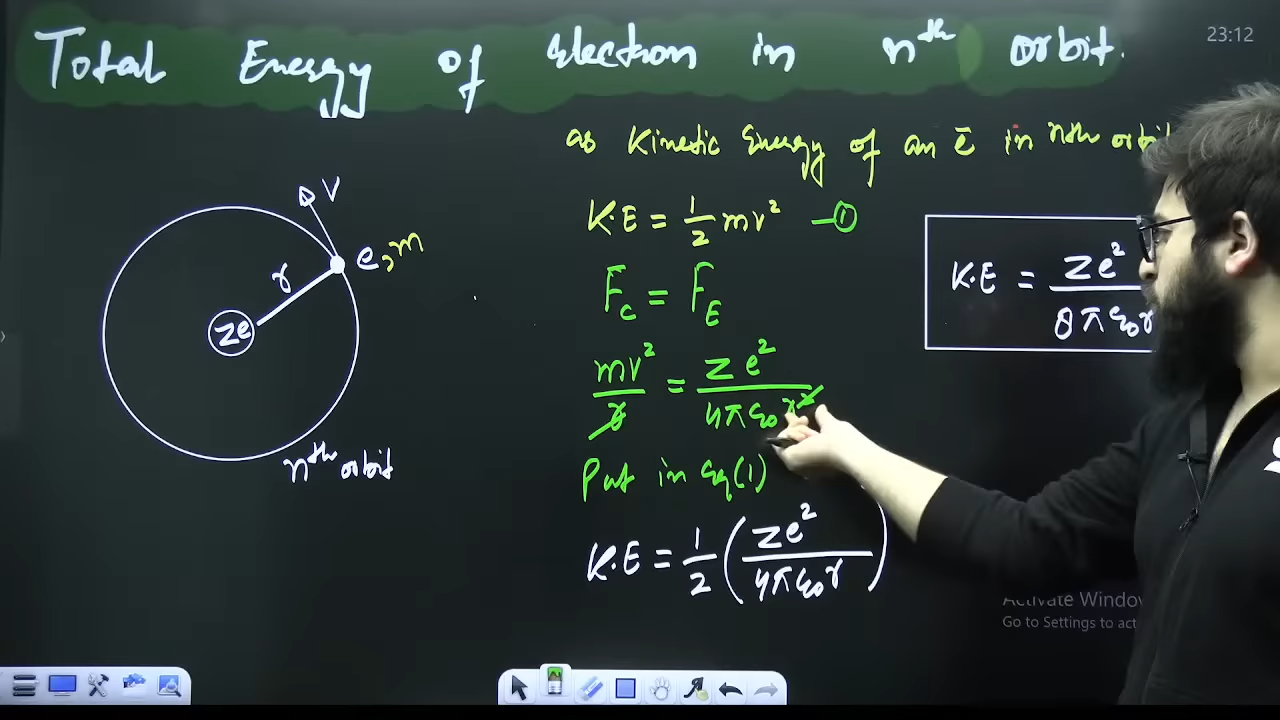 Total Energy of electron in nth orbit.
23:12
as Kinetic Energy of an ē in nth orbit
K.E = 1/2 mv² —①
F_C = F_E
mv²/r = Ze²/4πε₀r²
Put in eq(1)
K.E = 1/2 (Ze²/4πε₀r)
K.E = Ze²/8πε₀r
V
e, m
r
Ze
nth orbit
Activate Window
Go to Settings to act